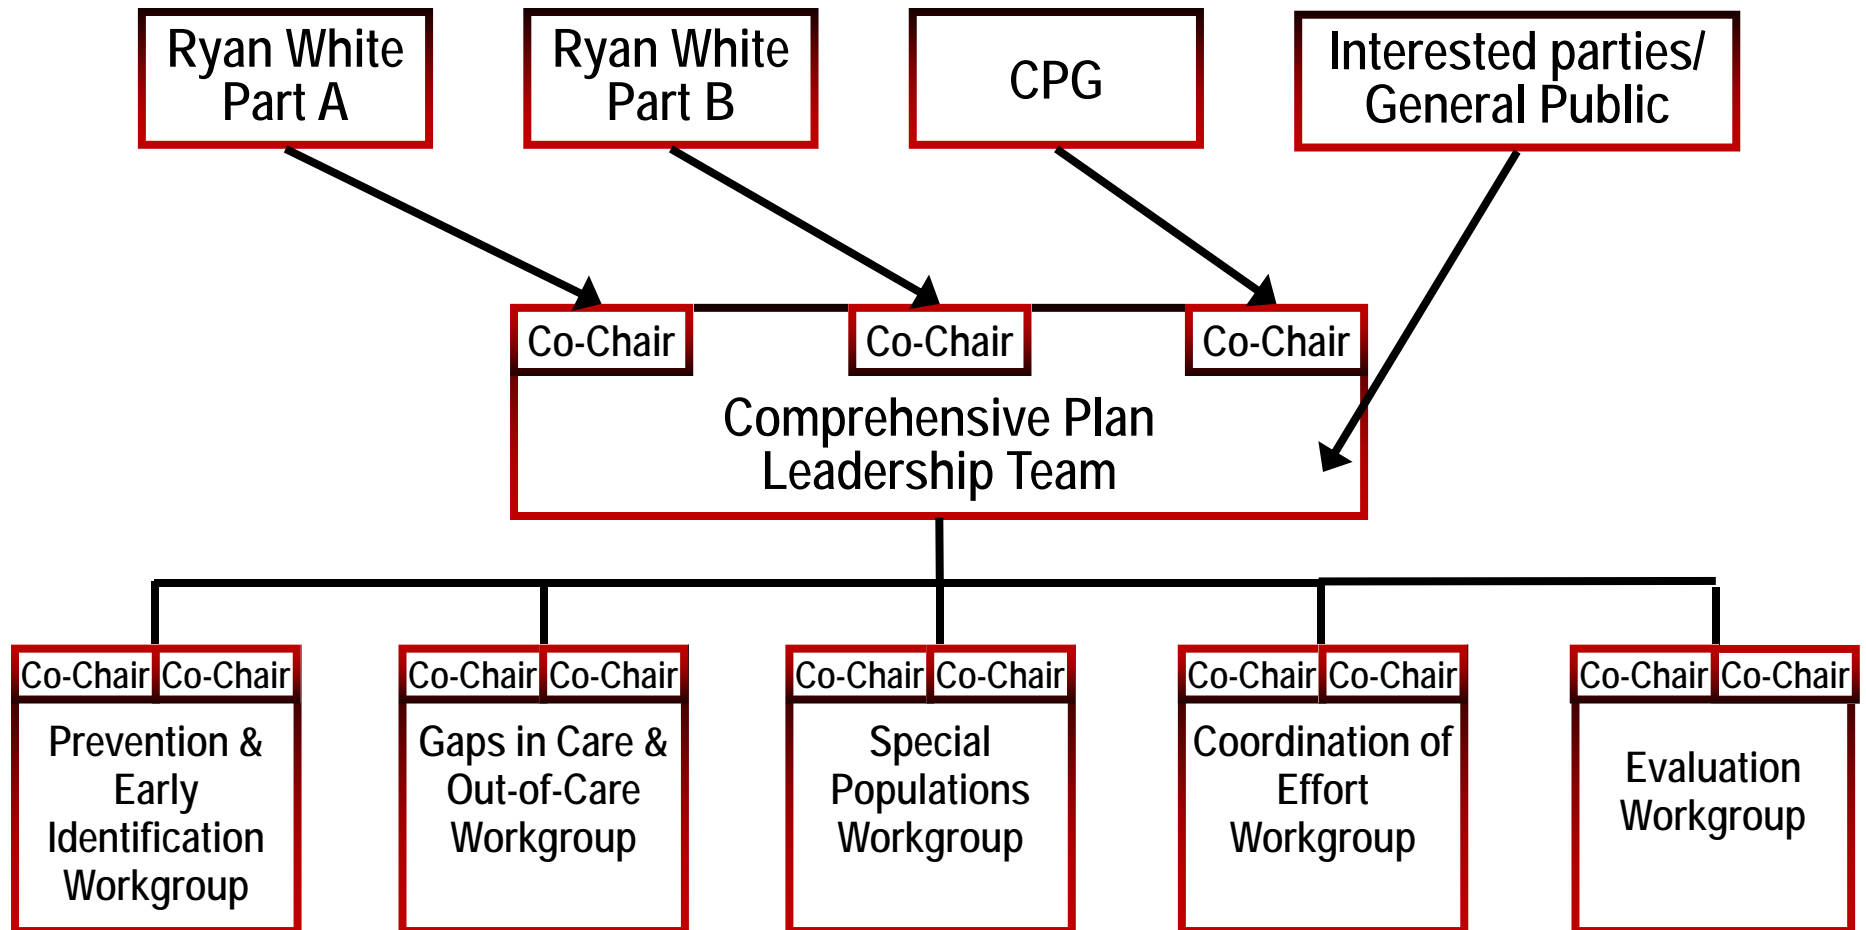 Ryan White
Part A
Ryan White
Part B
CPG
Interested parties/
General Public
Co-Chair
Co-Chair
Co-Chair
Comprehensive Plan
Leadership Team
Co-Chair Co-Chair
Prevention &
Early
Identification
Workgroup
Co-Chair Co-Chair
Gaps in Care &
Out-of-Care
Workgroup
Co-Chair Co-Chair
Special
Populations
Workgroup
Co-Chair Co-Chair
Coordination of
Effort
Workgroup
Co-Chair Co-Chair
Evaluation
Workgroup